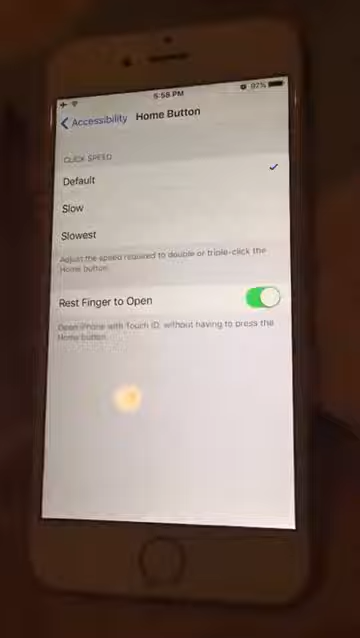 5:58 PM
97%
Accessibility
Home Button
CLICK SPEED
Default
Slow
Slowest
Adjust the speed required to double or triple-click the
Home button.
Rest Finger to Open
Open iPhone with Touch ID, without having to press the
Home button.